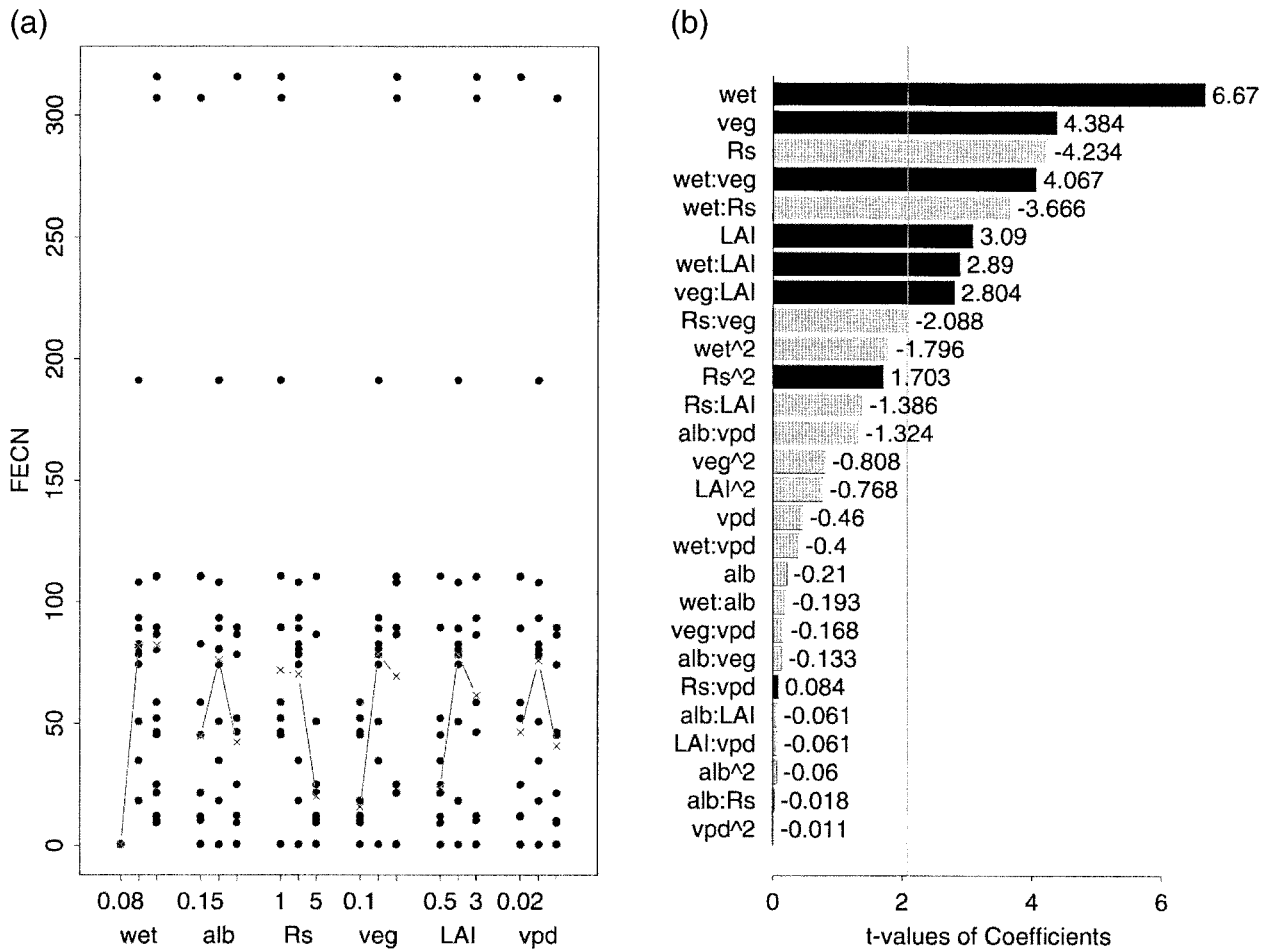 (a)
FECN
300
250
200
150
100
50
0
0.08 0.15 1 5 0.1 0.5 3 0.02
wet alb Rs veg LAI vpd
(b)
wet 6.67
veg 4.384
Rs -4.234
wet:veg 4.067
wet:Rs -3.666
LAI 3.09
wet:LAI 2.89
veg:LAI 2.804
Rs:veg -2.088
wet^2 -1.796
Rs^2 1.703
Rs:LAI -1.386
alb:vpd -1.324
veg^2 -0.808
LAI^2 -0.768
vpd -0.46
wet:vpd -0.4
alb -0.21
wet:alb -0.193
veg:vpd -0.168
alb:veg -0.133
Rs:vpd 0.084
alb:LAI -0.061
LAI:vpd -0.061
alb^2 -0.06
alb:Rs -0.018
vpd^2 -0.011
0 2 4 6
t-values of Coefficients